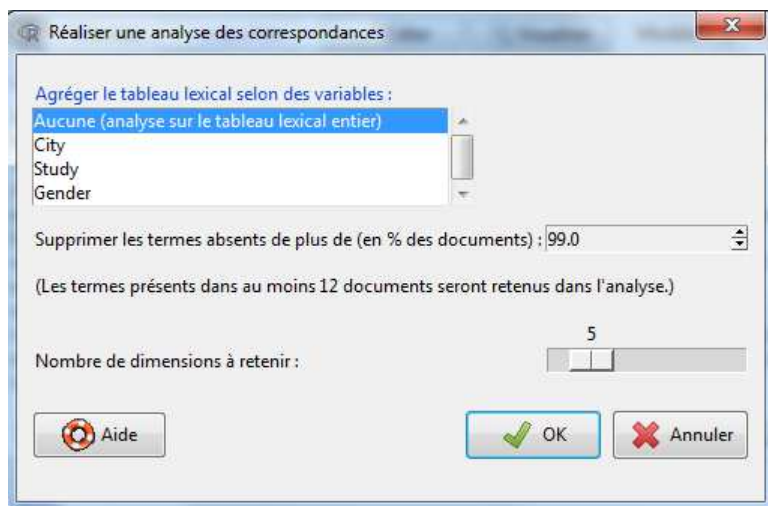 Réaliser une analyse des correspondances
Agréger le tableau lexical selon des variables :
Aucune (analyse sur le tableau lexical entier)
City
Study
Gender
Supprimer les termes absents de plus de (en % des documents) : 99.0
(Les termes présents dans au moins 12 documents seront retenus dans l'analyse.)
5
Nombre de dimensions à retenir :
Aide
OK
Annuler